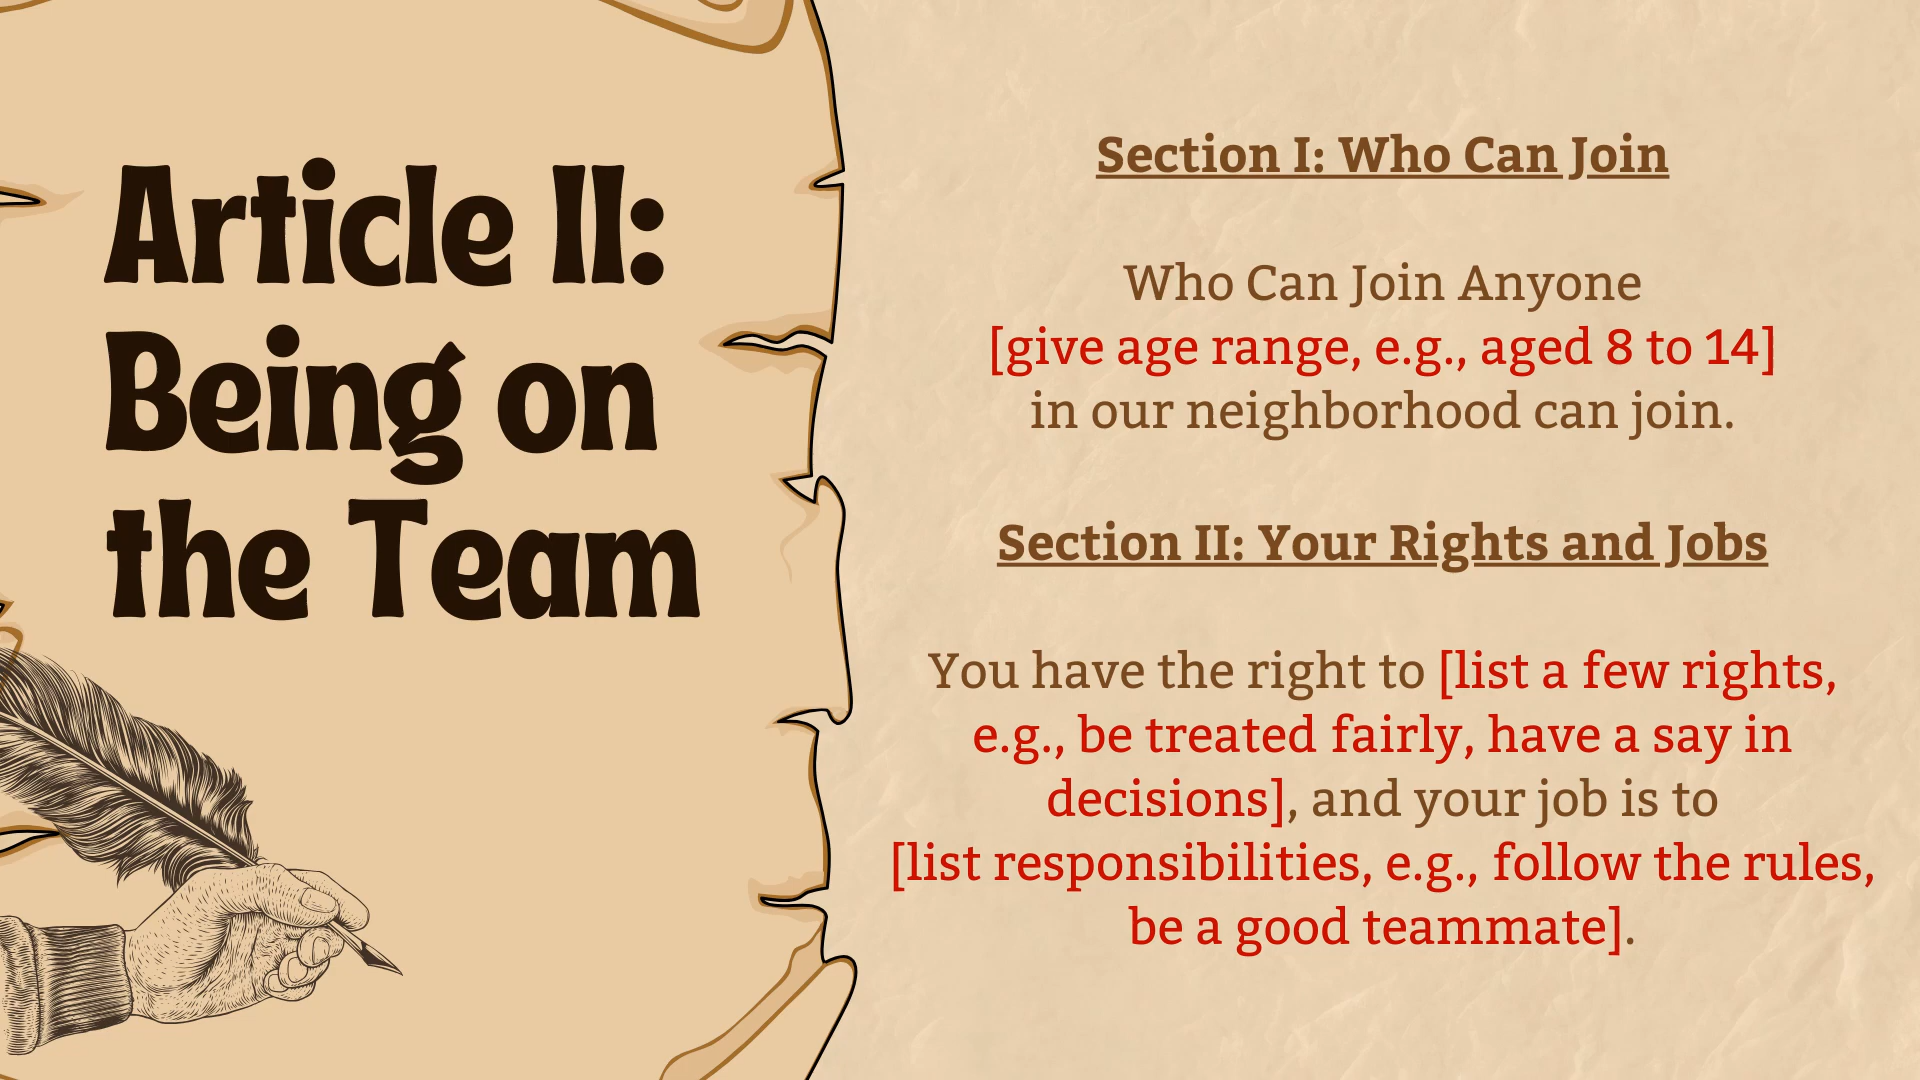 Article II:
Being on
the Team
Section I: Who Can Join
Who Can Join Anyone
[give age range, e.g., aged 8 to 14]
in our neighborhood can join.
Section II: Your Rights and Jobs
You have the right to [list a few rights,
e.g., be treated fairly, have a say in
decisions], and your job is to
[list responsibilities, e.g., follow the rules,
be a good teammate].